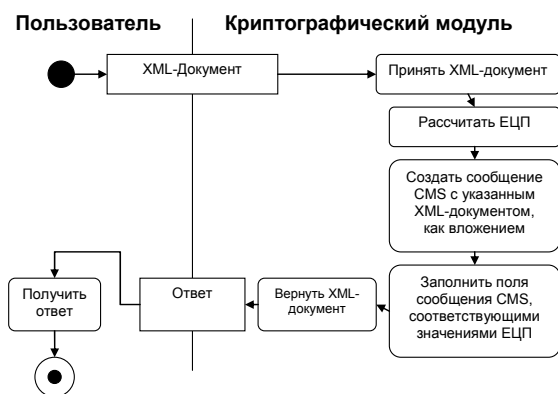 Пользователь
Криптографический модуль
XML-Документ
Принять XML-документ
Рассчитать ЕЦП
Создать сообщение
CMS с указанным
XML-документом,
как вложением
Получить
ответ
Ответ
Вернуть XML-
документ
Заполнить поля
сообщения CMS,
соответствующими
значениями ЕЦП